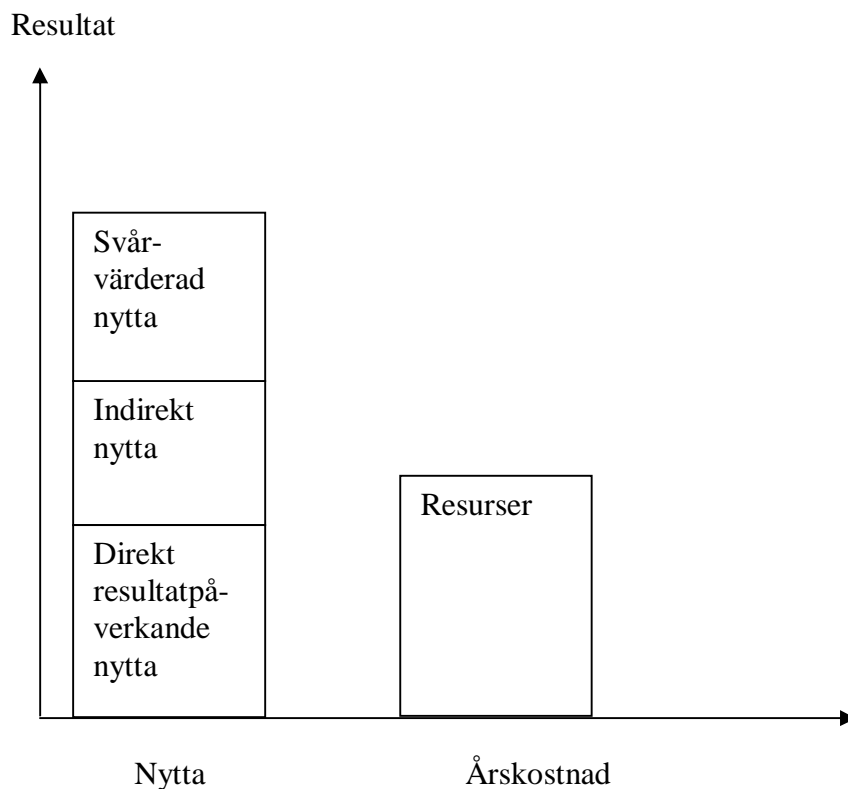 Resultat
Svår-
värderad
nytta
Indirekt
nytta
Direkt
resultatpå-
verkande
nytta
Resurser
Nytta
Årskostnad